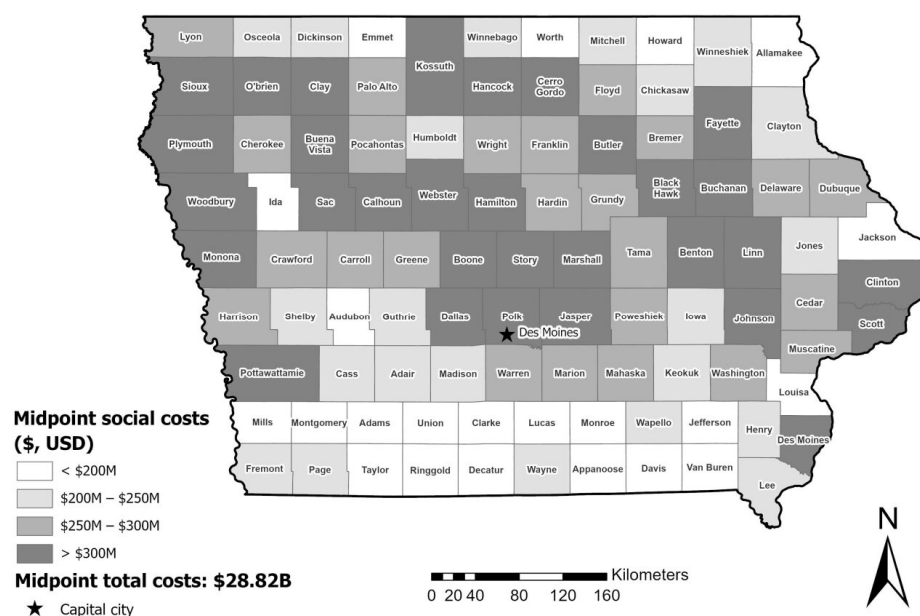 Lyon Osceola Dickinson Emmet Winnebago Worth Mitchell Howard Winneshiek Allamakee
Kossuth
Sioux O'brien Clay Palo Alto Hancock Cerro Gordo Floyd Chickasaw
Plymouth Cherokee Buena Vista Pocahontas Humboldt Wright Franklin Butler Bremer Fayette Clayton
Woodbury Ida Sac Calhoun Webster Hamilton Hardin Grundy Black Hawk Buchanan Delaware Dubuque
Monona Crawford Carroll Greene Boone Story Marshall Tama Benton Linn Jones Jackson
Clinton
Harrison Shelby Audubon Guthrie Dallas Polk Jasper Poweshiek Iowa Johnson Cedar Scott
Des Moines
Muscatine
Pottawattamie Cass Adair Madison Warren Marion Mahaska Keokuk Washington Louisa
Mills Montgomery Adams Union Clarke Lucas Monroe Wapello Jefferson Henry Des Moines
Fremont Page Taylor Ringgold Decatur Wayne Appanoose Davis Van Buren Lee
Midpoint social costs
($, USD)
< $200M
$200M – $250M
$250M – $300M
> $300M
Midpoint total costs: $28.82B
Capital city
Kilometers
0 20 40 80 120 160
N